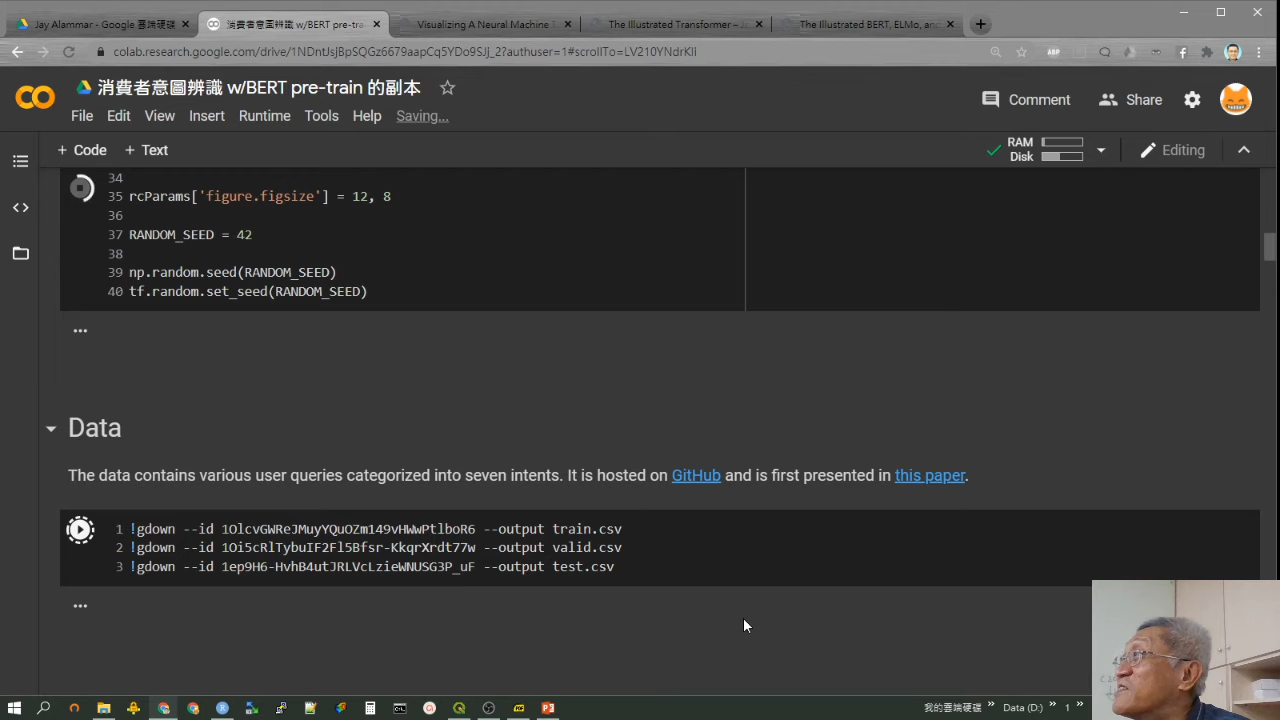 Jay Alammar - Google 雲端硬碟
消費者意圖辨識 w/BERT pre-tra
Visualizing A Neural Machine T
The Illustrated Transformer – Jo
The Illustrated BERT, ELMo, an
colab.research.google.com/drive/1NDntUsJBpSQGz6679aapCq5YDo9SJj_2?authuser=1#scrollTo=LV210YNdrKlI
消費者意圖辨識 w/BERT pre-train 的副本
File Edit View Insert Runtime Tools Help Saving...
Comment Share
+ Code + Text
RAM
Disk
Editing
34
35 rcParams['figure.figsize'] = 12, 8
36
37 RANDOM_SEED = 42
38
39 np.random.seed(RANDOM_SEED)
40 tf.random.set_seed(RANDOM_SEED)
Data
The data contains various user queries categorized into seven intents. It is hosted on GitHub and is first presented in this paper.
1 !gdown --id 1OlcvGWReJMuyYQuOZm149vHWwPtlboR6 --output train.csv
2 !gdown --id 1Oi5cRlTybuIF2Fl5Bfsr-KkqrXrdt77w --output valid.csv
3 !gdown --id 1ep9H6-HvhB4utJRLVcLzieWNUSG3P_uF --output test.csv
我的雲端硬碟 Data (D:) 1